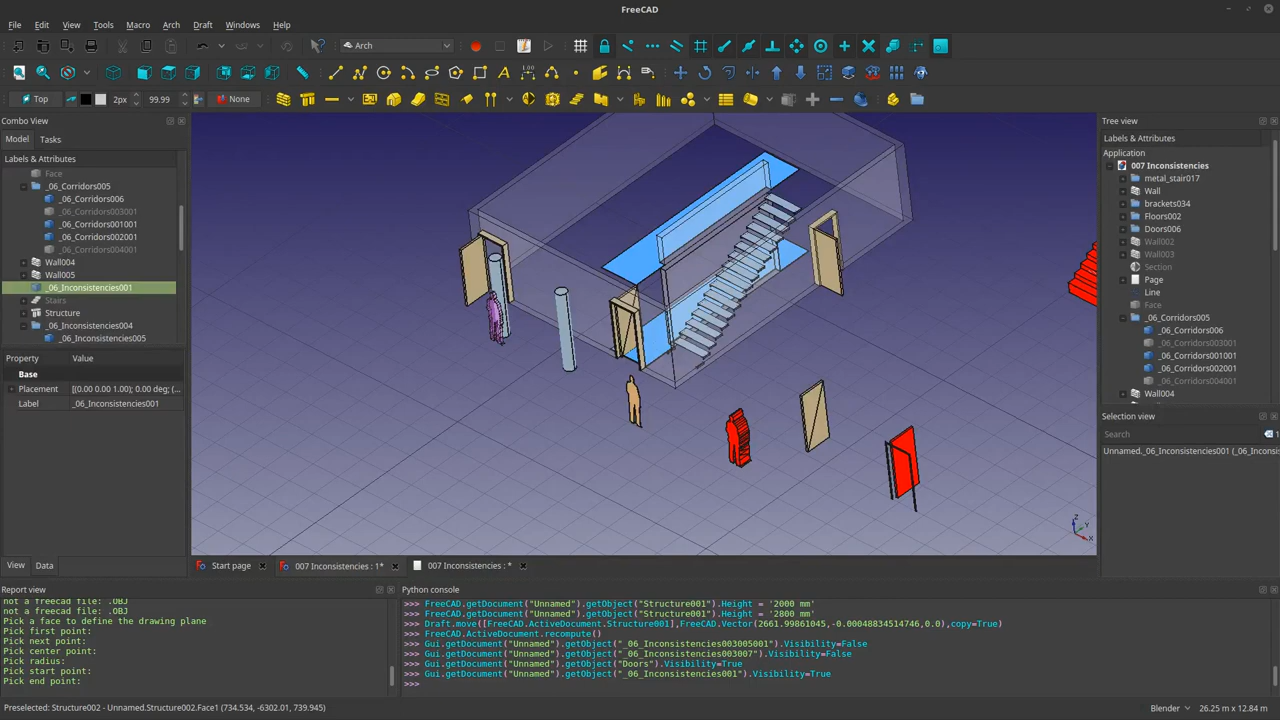 FreeCAD
File Edit View Tools Macro Arch Draft Windows Help
Arch
Top 2px 99.99 None
Combo View
Model Tasks
Labels & Attributes
Face
_06_Corridors005
_06_Corridors006
_06_Corridors003001
_06_Corridors001001
_06_Corridors002001
_06_Corridors004001
Wall004
Wall005
_06_Inconsistencies001
Stairs
Structure
_06_Inconsistencies004
_06_Inconsistencies005
Property Value
Base
Placement [(0.00 0.00 1.00); 0.00 deg; (...
Label _06_Inconsistencies001
View Data
Tree view
Labels & Attributes
Application
007 Inconsistencies
metal_stair017
Wall
brackets034
Floors002
Doors006
Wall002
Wall003
Section
Page
Line
Face
_06_Corridors005
_06_Corridors006
_06_Corridors003001
_06_Corridors001001
_06_Corridors002001
_06_Corridors004001
Wall004
Selection view
Search 1
Unnamed._06_Inconsistencies001 (_06_Incons
Z
Y
X
Start page 007 Inconsistencies : 1* 007 Inconsistencies : *
Report view
not a freecad file: .OBJ
not a freecad file: .OBJ
Pick a face to define the drawing plane
Pick first point:
Pick next point:
Pick center point:
Pick radius:
Pick start point:
Pick end point:
Python console
>>> FreeCAD.getDocument("Unnamed").getObject("Structure001").Height = '2000 mm'
>>> FreeCAD.getDocument("Unnamed").getObject("Structure001").Height = '2800 mm'
>>> Draft.move([FreeCAD.ActiveDocument.Structure001],FreeCAD.Vector(2661.99861045,-0.00048834514746,0.0),copy=True)
>>> FreeCAD.ActiveDocument.recompute()
>>> Gui.getDocument("Unnamed").getObject("_06_Inconsistencies003005001").Visibility=False
>>> Gui.getDocument("Unnamed").getObject("_06_Inconsistencies003007").Visibility=False
>>> Gui.getDocument("Unnamed").getObject("Doors").Visibility=True
>>> Gui.getDocument("Unnamed").getObject("_06_Inconsistencies001").Visibility=True
>>>
Preselected: Structure002 - Unnamed.Structure002.Face1 (734.534, -6302.01, 739.945) Blender 26.25 m x 12.84 m